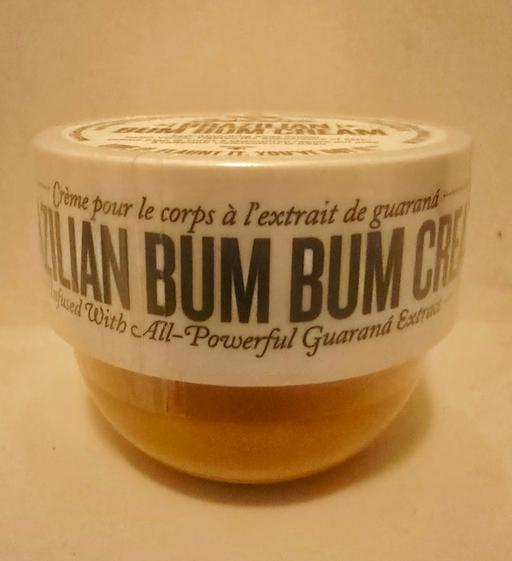 BRAZILIAN
BUM BUM CREAM
Crème pour le corps à l'extrait de guaraná
ZILIAN BUM BUM CREA
Infused With All-Powerful Guaraná Extract